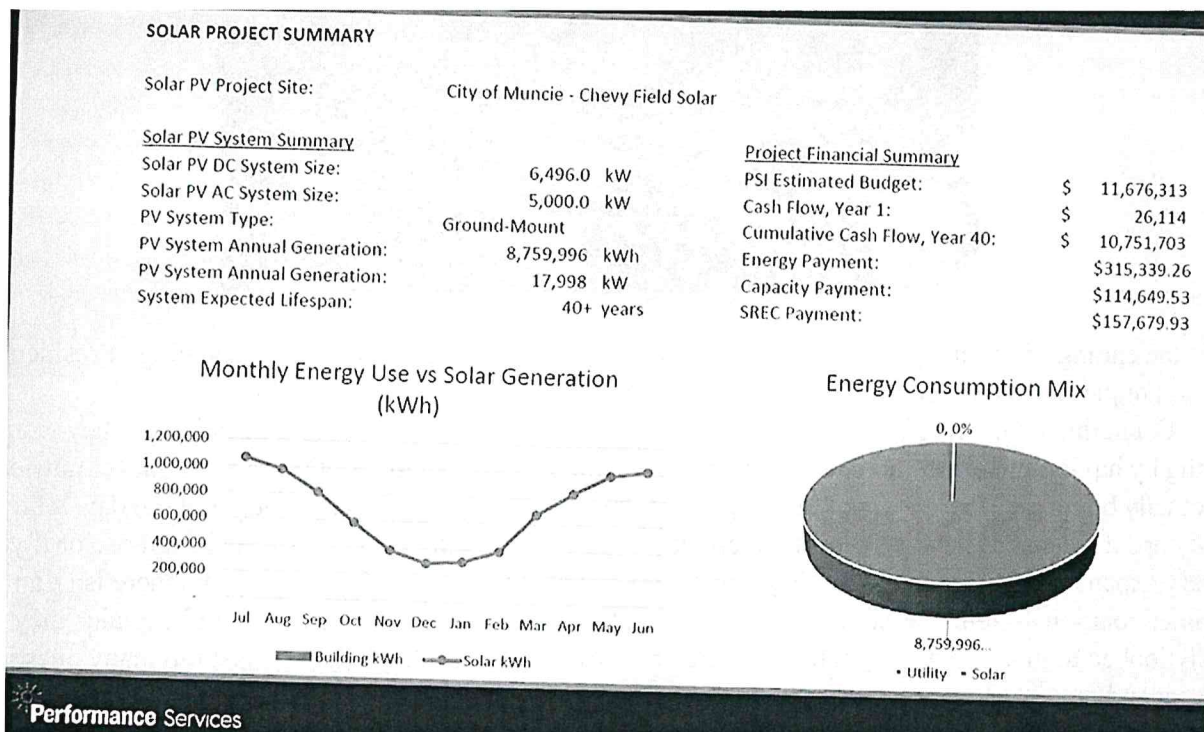 SOLAR PROJECT SUMMARY
Solar PV Project Site: City of Muncie - Chevy Field Solar
Solar PV System Summary
Solar PV DC System Size: 6,496.0 kW
Solar PV AC System Size: 5,000.0 kW
PV System Type: Ground-Mount
PV System Annual Generation: 8,759,996 kWh
PV System Annual Generation: 17,998 kW
System Expected Lifespan: 40+ years
Project Financial Summary
PSI Estimated Budget: $ 11,676,313
Cash Flow, Year 1: $ 26,114
Cumulative Cash Flow, Year 40: $ 10,751,703
Energy Payment: $315,339.26
Capacity Payment: $114,649.53
SREC Payment: $157,679.93
Monthly Energy Use vs Solar Generation
(kWh)
1,200,000
1,000,000
800,000
600,000
400,000
200,000
Jul Aug Sep Oct Nov Dec Jan Feb Mar Apr May Jun
Building kWh Solar kWh
Energy Consumption Mix
0, 0%
8,759,996...
▪ Utility ▪ Solar
Performance Services